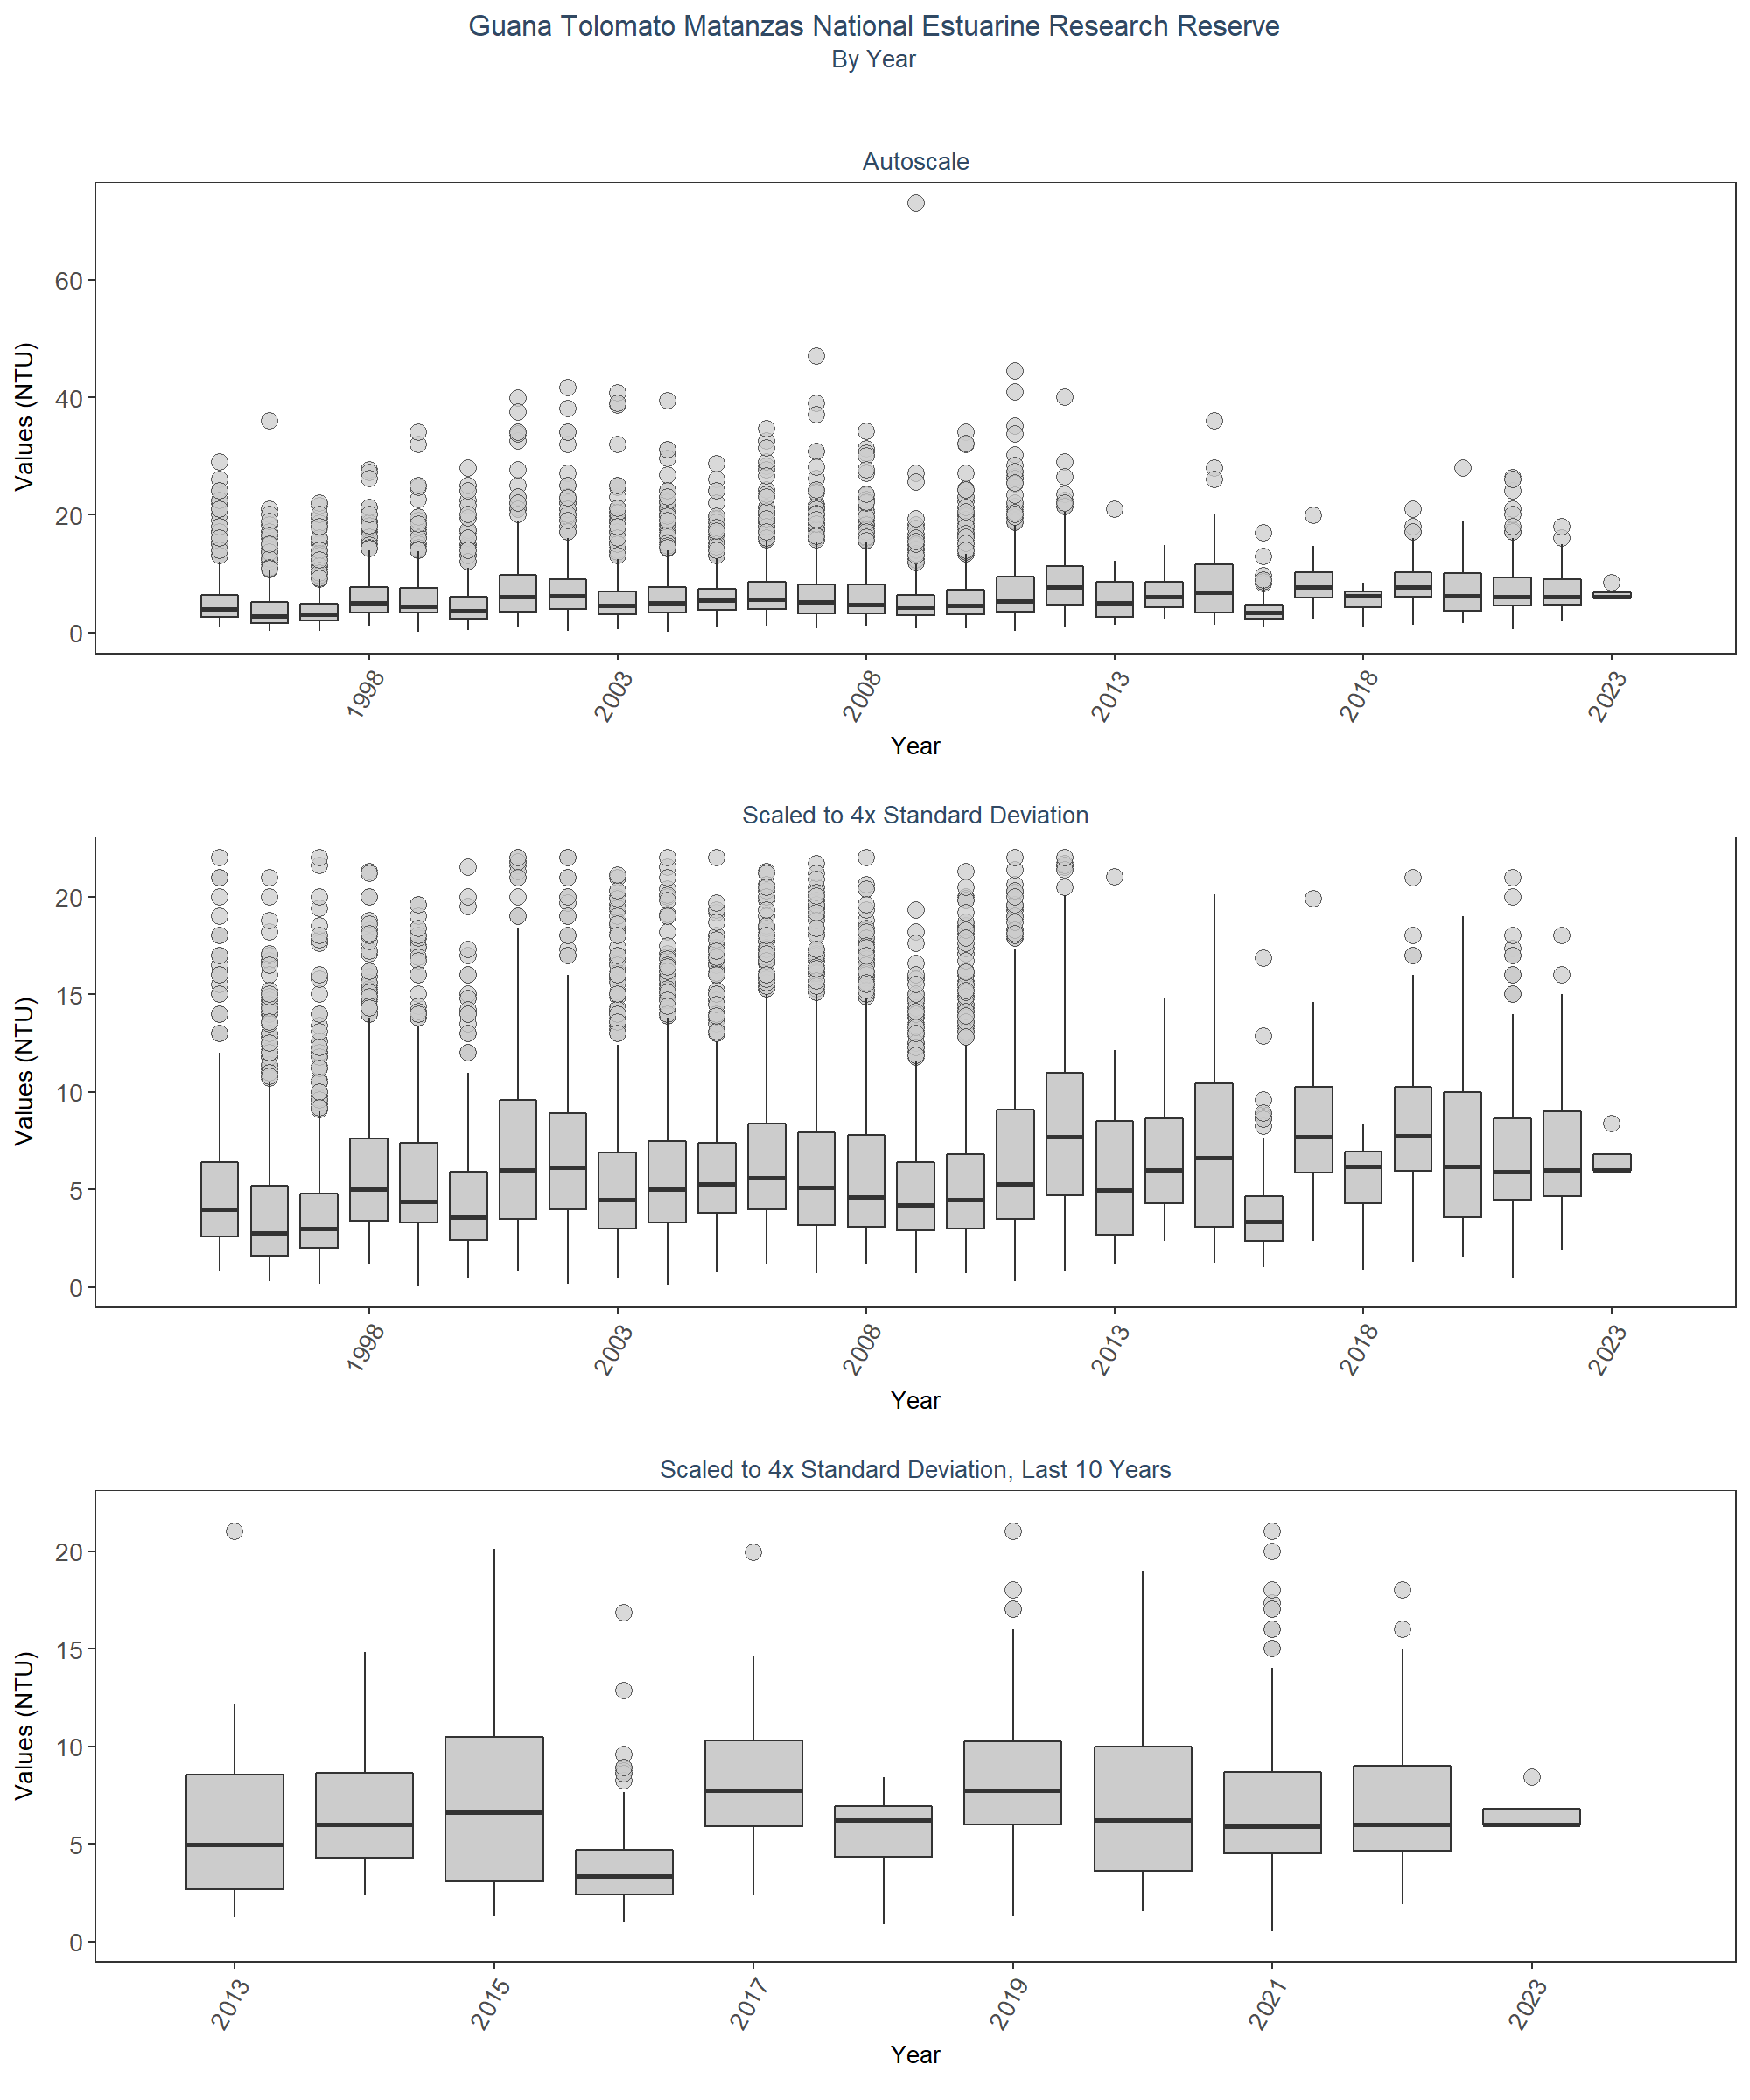 Guana Tolomato Matanzas National Estuarine Research Reserve
By Year
Autoscale
Values (NTU)
60
40
20
0
1998
2003
2008
2013
2018
2023
Year
Scaled to 4x Standard Deviation
Values (NTU)
20
15
10
5
0
1998
2003
2008
2013
2018
2023
Year
Scaled to 4x Standard Deviation, Last 10 Years
Values (NTU)
20
15
10
5
0
2013
2015
2017
2019
2021
2023
Year